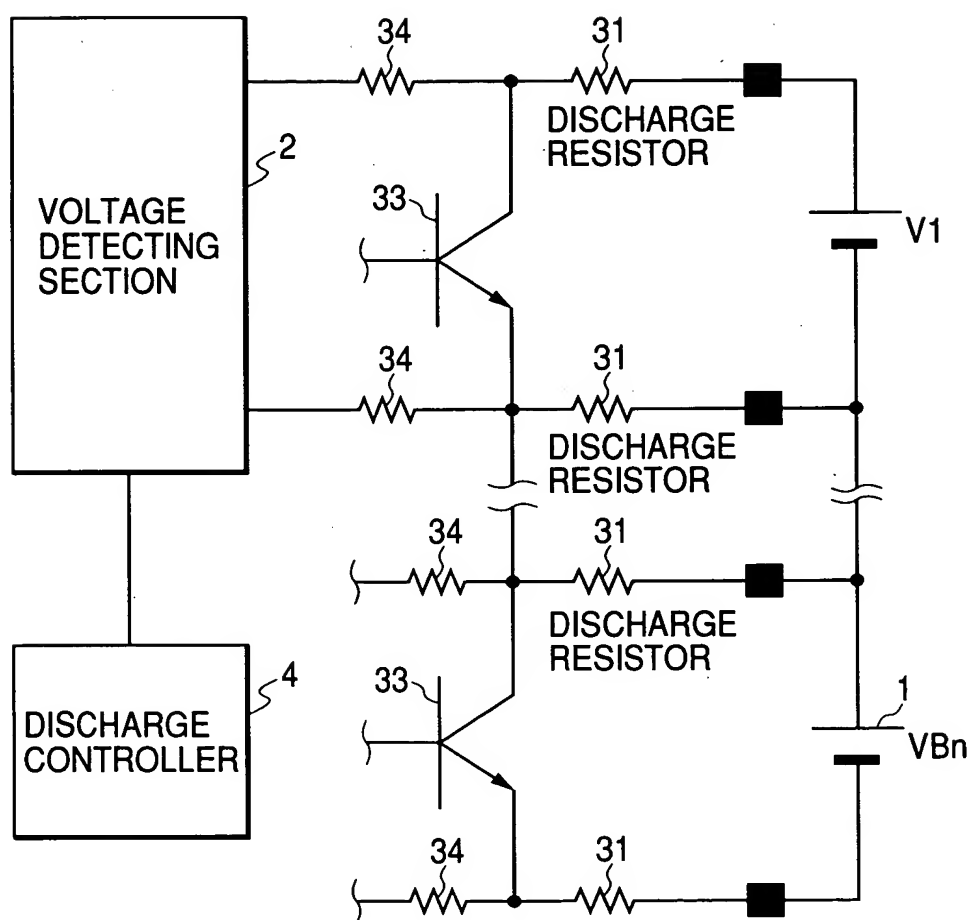 34
31
DISCHARGE
RESISTOR
2
33
VOLTAGE
DETECTING
SECTION
V1
34
31
DISCHARGE
RESISTOR
34
31
DISCHARGE
RESISTOR
4
33
1
DISCHARGE
CONTROLLER
VBn
34
31